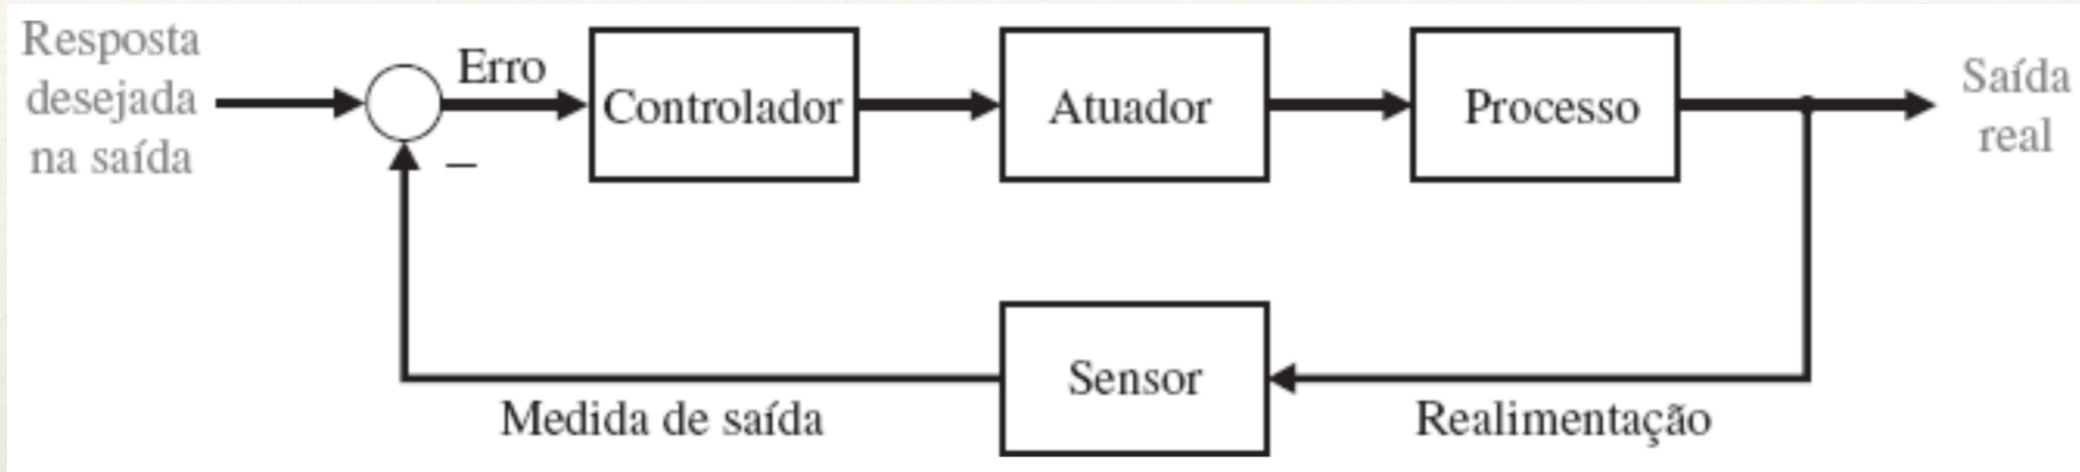 Resposta
desejada
na saída
Erro
−
Controlador
Atuador
Processo
Saída
real
Sensor
Medida de saída
Realimentação